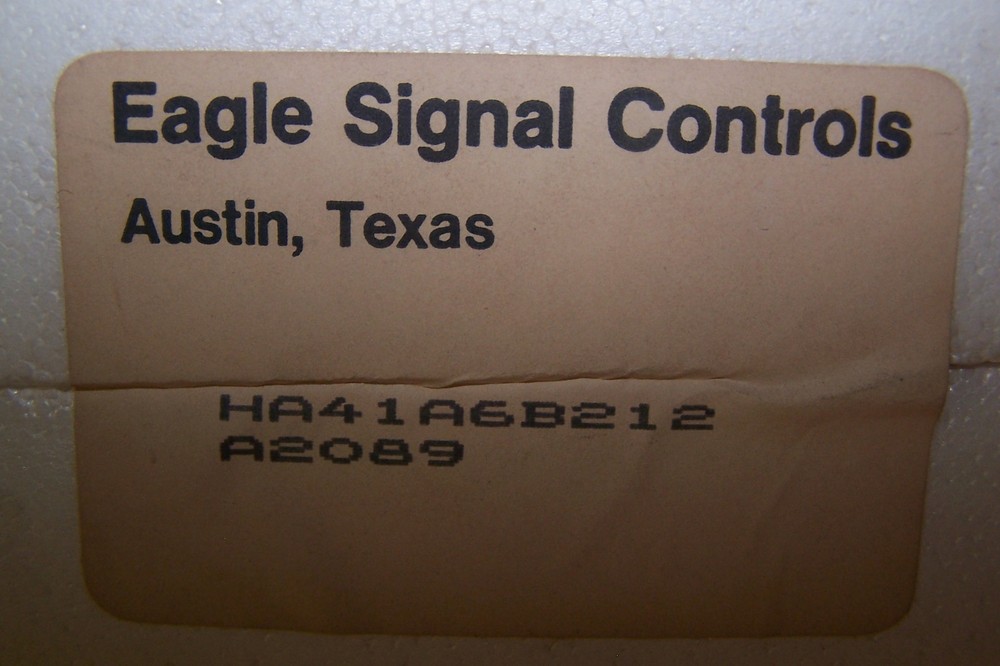 Eagle Signal Controls
Austin, Texas
HA41A6B212
A2089